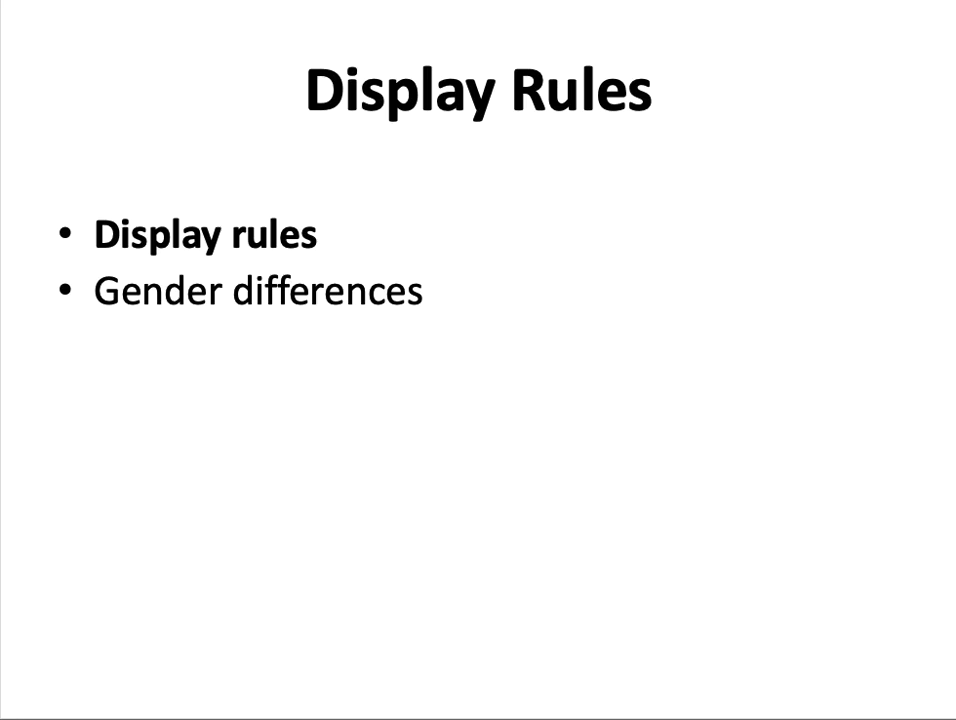 Display Rules
• Display rules
• Gender differences